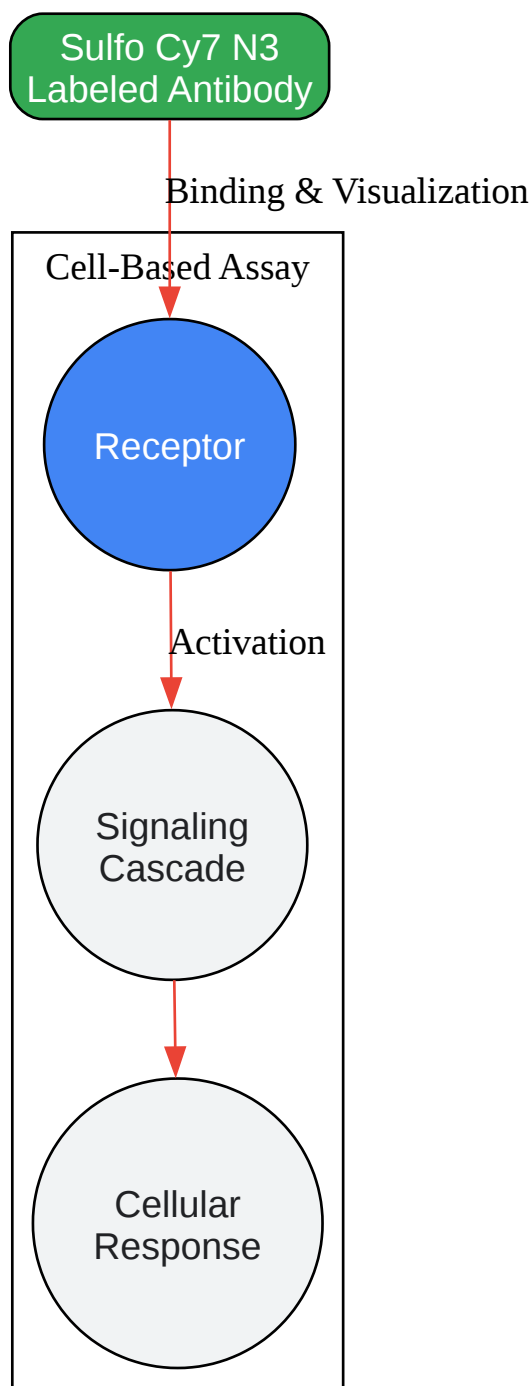 Sulfo Cy7 N3
Labeled Antibody
Binding & Visualization
Cell-Based Assay
Receptor
Activation
Signaling
Cascade
Cellular
Response